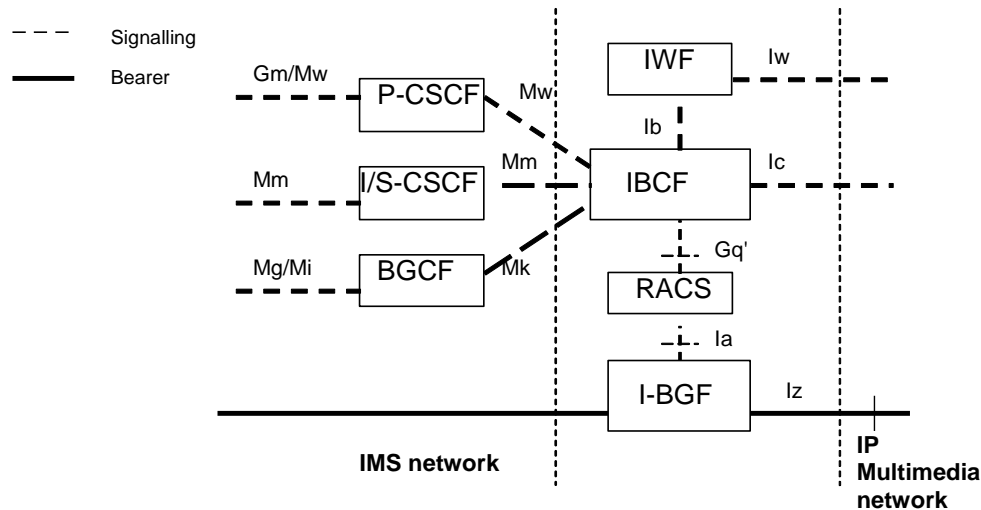 Signalling
Bearer
IWF
Iw
Gm/Mw
P-CSCF
Mw
Ib
Mm
I/S-CSCF
Mm
IBCF
Ic
Mg/Mi
BGCF
Mk
Gq'
RACS
Ia
I-BGF
Iz
IMS network
IP
Multimedia
network